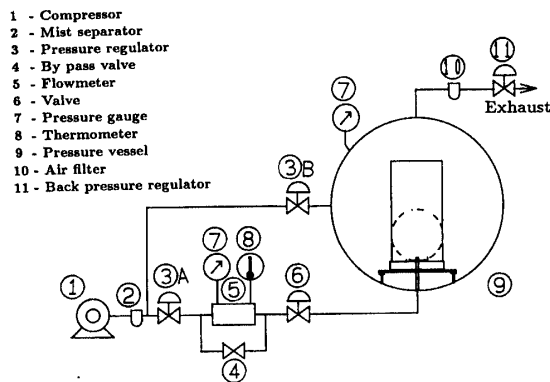 1 - Compressor
2 - Mist separator
3 - Pressure regulator
4 - By pass valve
5 - Flowmeter
6 - Valve
7 - Pressure gauge
8 - Thermometer
9 - Pressure vessel
10 - Air filter
11 - Back pressure regulator
10
11
Exhaust
7
3B
7
8
3A
5
6
1
2
4
9